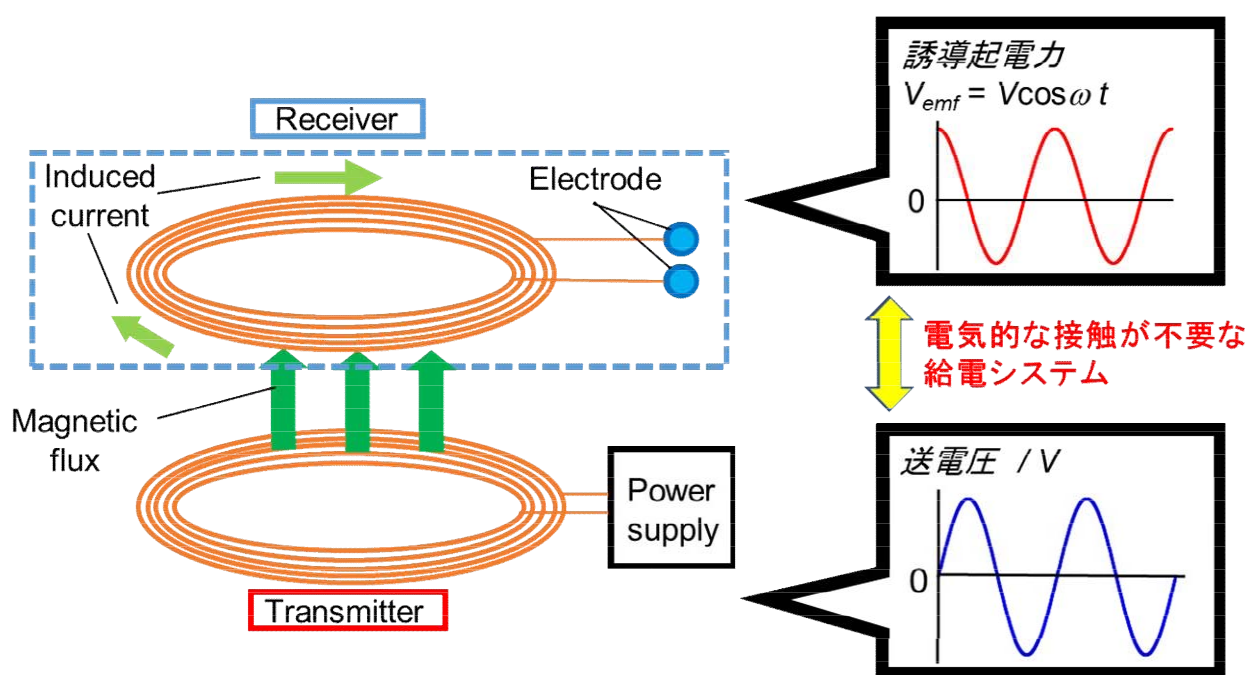 Receiver
Induced
current
Electrode
Magnetic
flux
Power
supply
Transmitter
誘導起電力
Vemf = Vcosω t
0
電気的な接触が不要な
給電システム
送電圧 / V
0